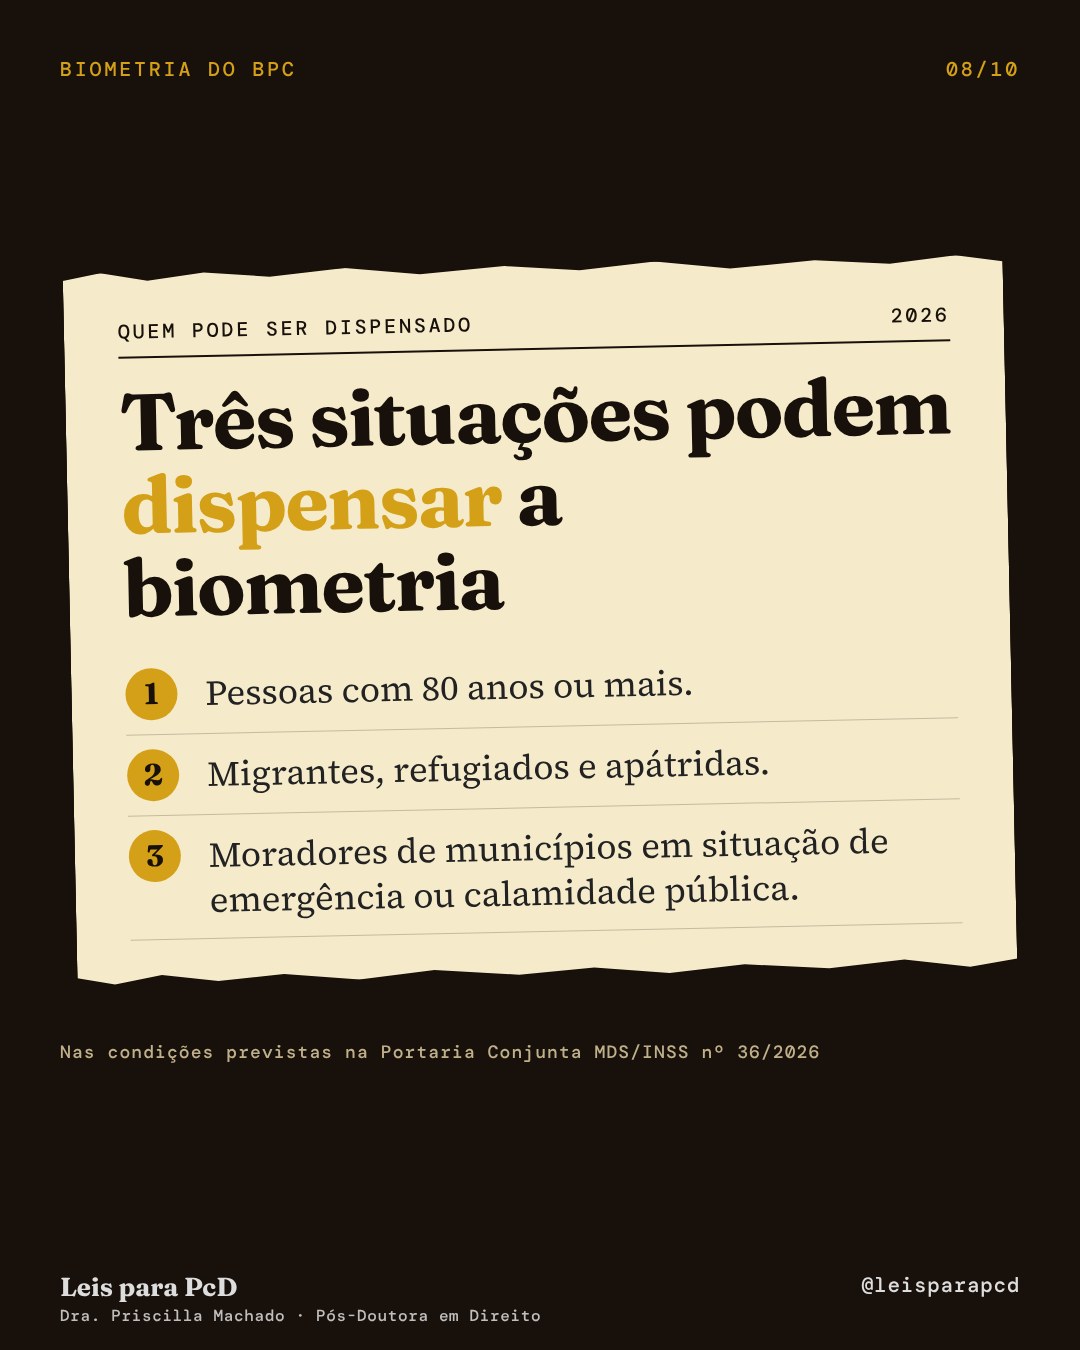 BIOMETRIA DO BPC
08/10
QUEM PODE SER DISPENSADO
2026
Três situações podem
dispensar a
biometria
1 Pessoas com 80 anos ou mais.
2 Migrantes, refugiados e apátridas.
3 Moradores de municípios em situação de
emergência ou calamidade pública.
Nas condições previstas na Portaria Conjunta MDS/INSS nº 36/2026
Leis para PcD
@leisparapcd
Dra. Priscilla Machado · Pós-Doutora em Direito